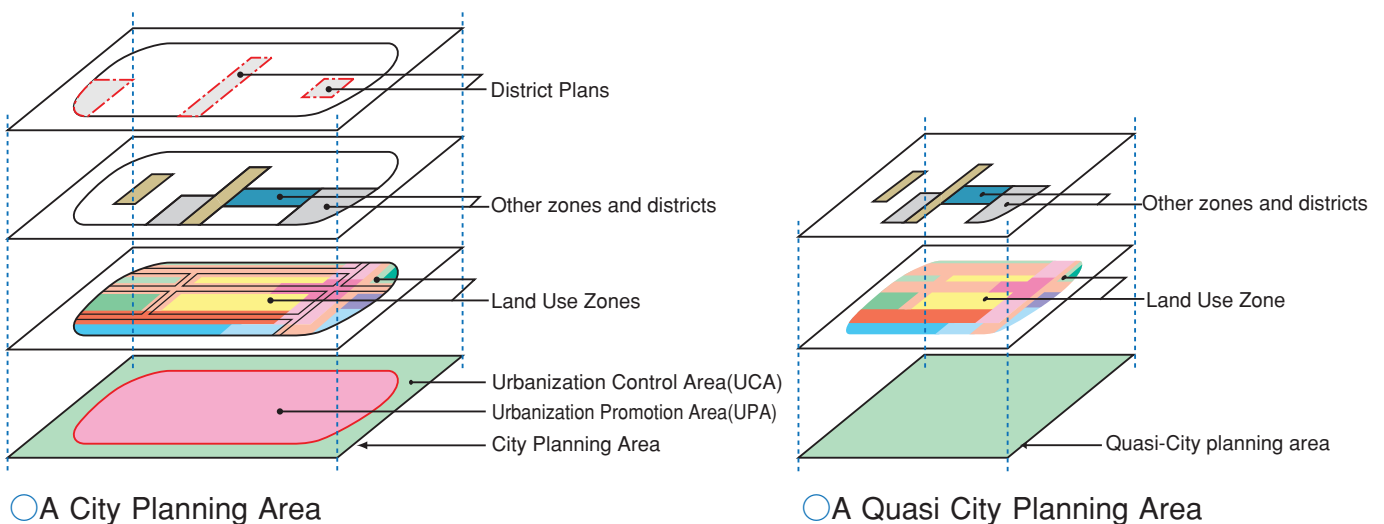 District Plans
Other zones and districts
Land Use Zones
Urbanization Control Area(UCA)
Urbanization Promotion Area(UPA)
City Planning Area
○A City Planning Area
Other zones and districts
Land Use Zone
Quasi-City planning area
○A Quasi City Planning Area